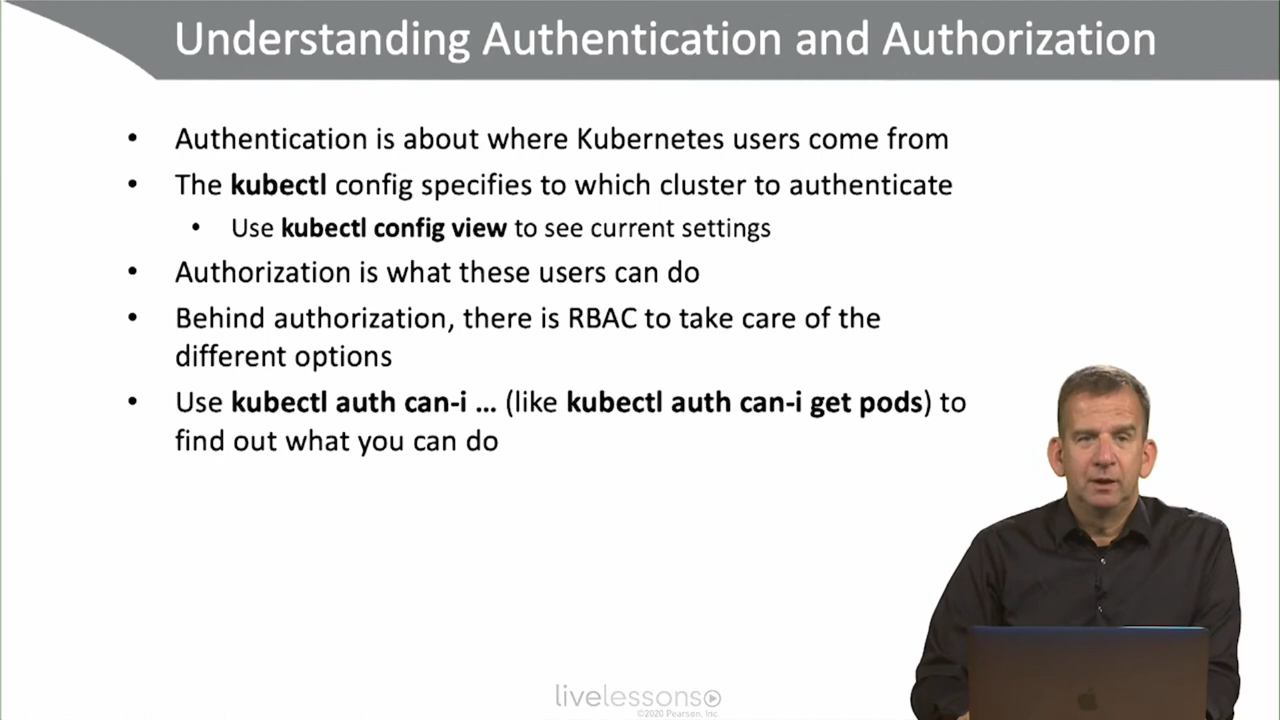 Understanding Authentication and Authorization
• Authentication is about where Kubernetes users come from
• The kubectl config specifies to which cluster to authenticate
• Use kubectl config view to see current settings
• Authorization is what these users can do
• Behind authorization, there is RBAC to take care of the
different options
• Use kubectl auth can-i ... (like kubectl auth can-i get pods) to
find out what you can do
livelessons
©2020 Pearson, Inc